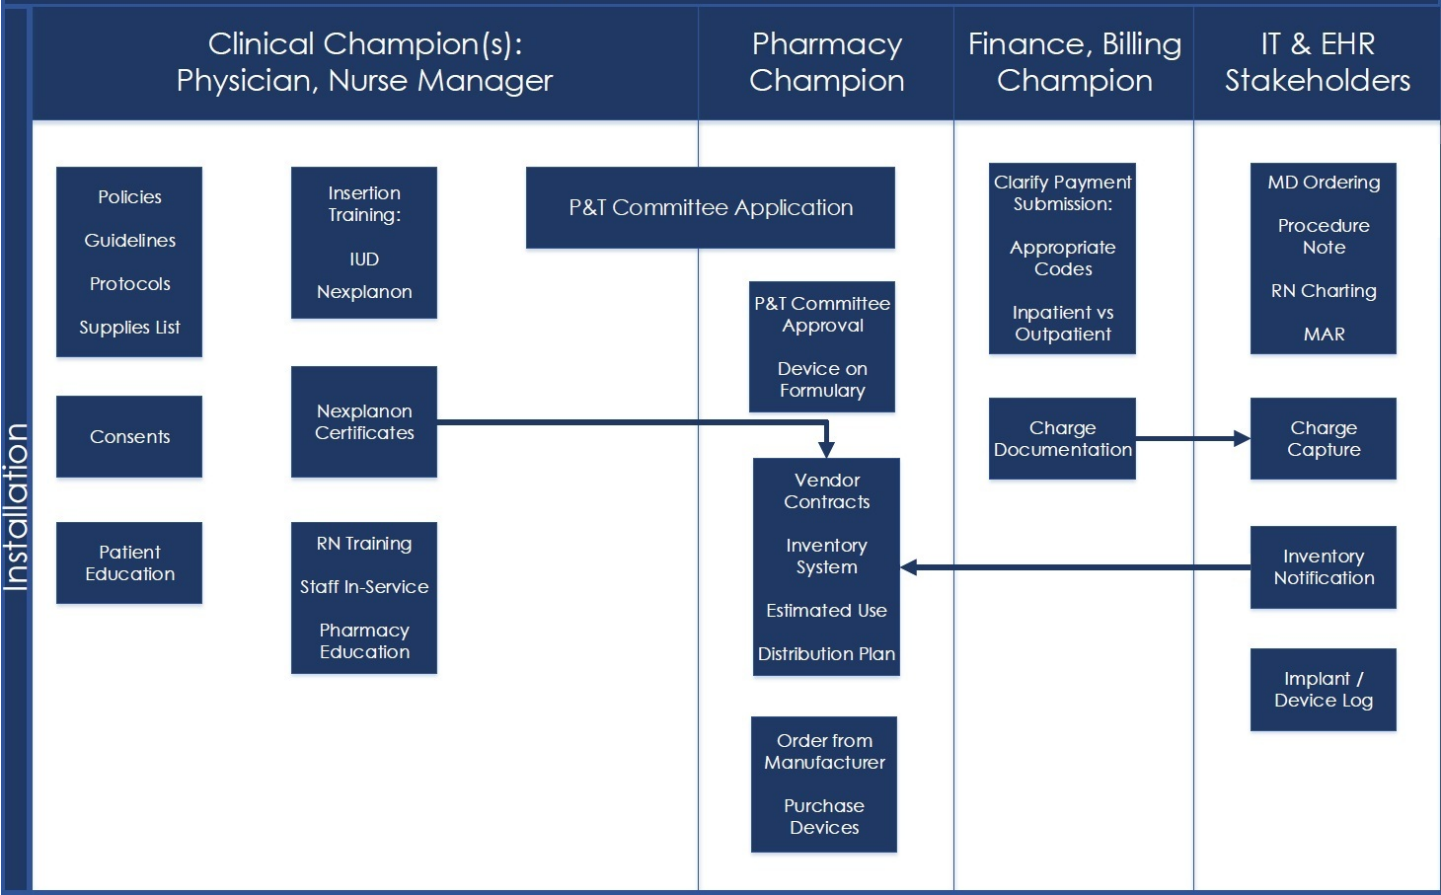 Clinical Champion(s):
Physician, Nurse Manager
Pharmacy
Champion
Finance, Billing
Champion
IT & EHR
Stakeholders
Installation
Policies
Guidelines
Protocols
Supplies List
Consents
Patient
Education
Insertion
Training:
IUD
Nexplanon
Nexplanon
Certificates
RN Training
Staff In-Service
Pharmacy
Education
P&T Committee Application
P&T Committee
Approval
Device on
Formulary
Vendor
Contracts
Inventory
System
Estimated Use
Distribution Plan
Order from
Manufacturer
Purchase
Devices
Clarify Payment
Submission:
Appropriate
Codes
Inpatient vs
Outpatient
Charge
Documentation
MD Ordering
Procedure
Note
RN Charting
MAR
Charge
Capture
Inventory
Notification
Implant /
Device Log